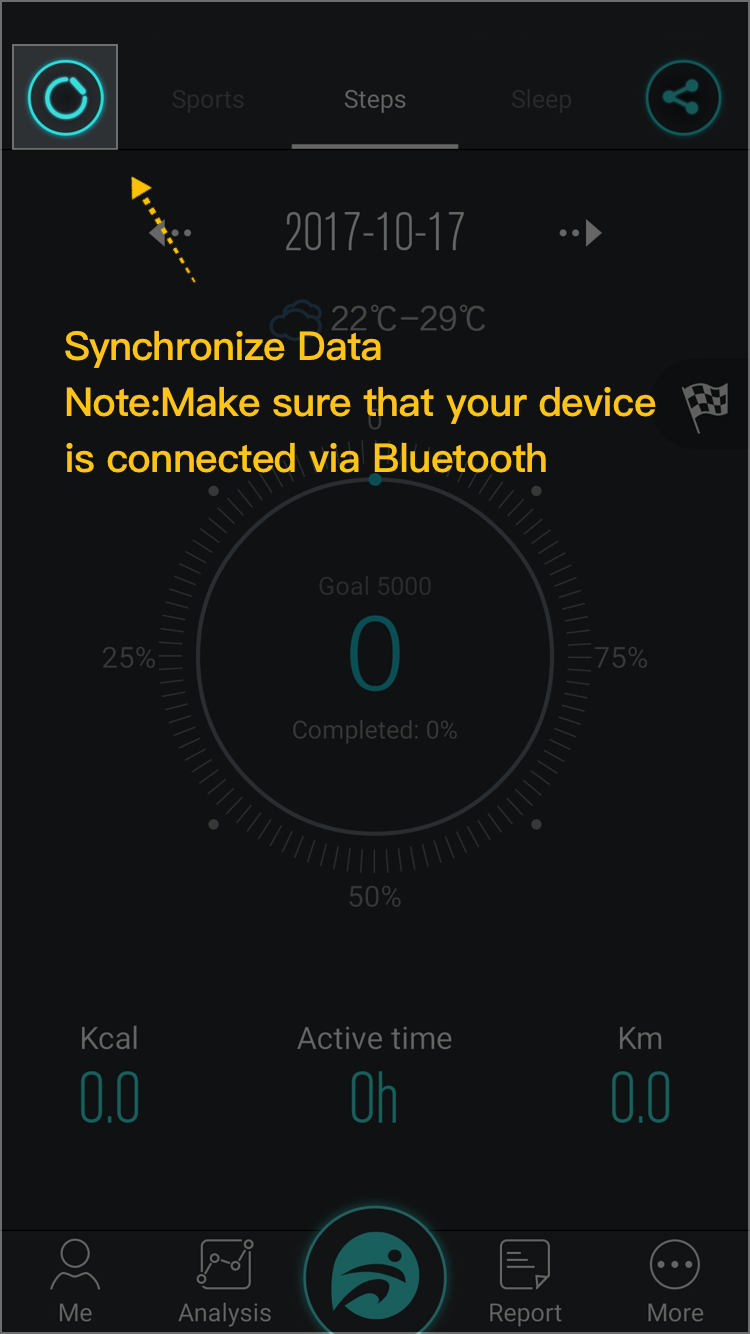 Sports Steps Sleep
2017-10-17
22℃–29℃
Synchronize Data
Note:Make sure that your device
0
is connected via Bluetooth
Goal 5000
0
25% 75%
Completed: 0%
50%
Kcal Active time Km
0.0 0h 0.0
Me Analysis Report More